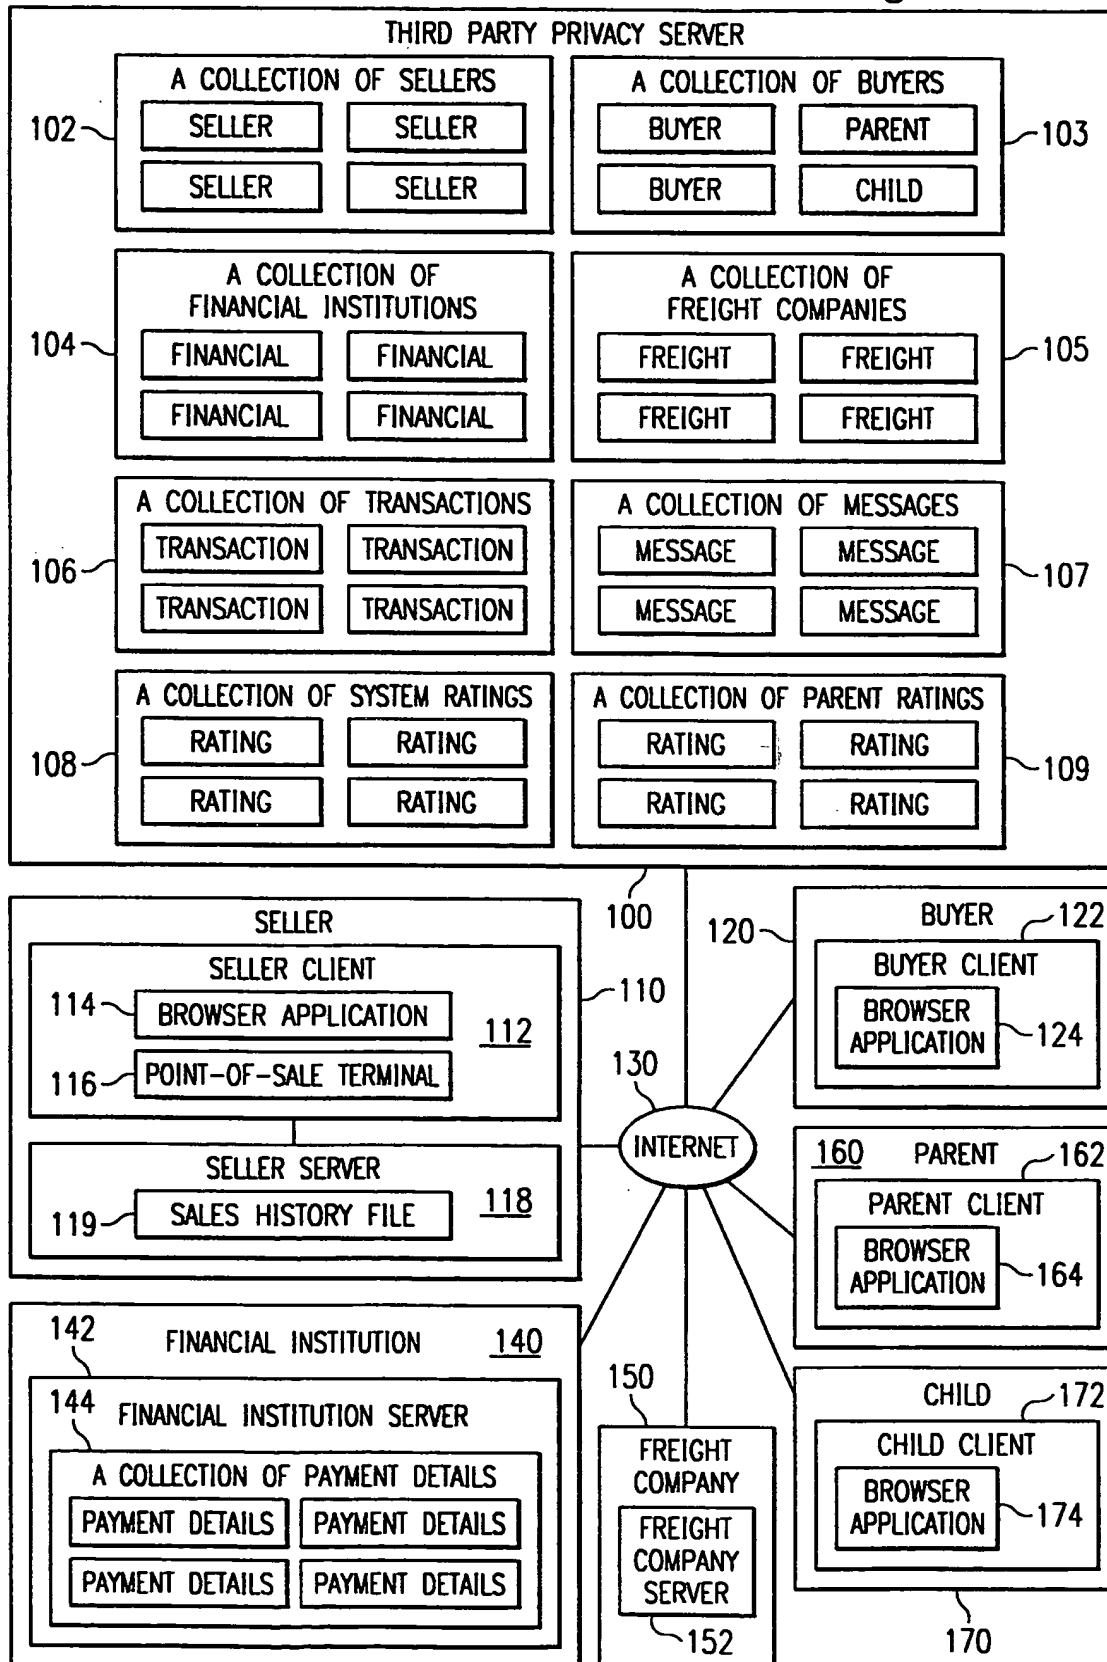 THIRD PARTY PRIVACY SERVER
A COLLECTION OF SELLERS
102
SELLER SELLER
SELLER SELLER
A COLLECTION OF BUYERS
BUYER PARENT
BUYER CHILD
103
A COLLECTION OF
FINANCIAL INSTITUTIONS
104
FINANCIAL FINANCIAL
FINANCIAL FINANCIAL
A COLLECTION OF
FREIGHT COMPANIES
FREIGHT FREIGHT
FREIGHT FREIGHT
105
A COLLECTION OF TRANSACTIONS
106
TRANSACTION TRANSACTION
TRANSACTION TRANSACTION
A COLLECTION OF MESSAGES
MESSAGE MESSAGE
MESSAGE MESSAGE
107
A COLLECTION OF SYSTEM RATINGS
108
RATING RATING
RATING RATING
A COLLECTION OF PARENT RATINGS
RATING RATING
RATING RATING
109
100
SELLER
110
SELLER CLIENT
114
BROWSER APPLICATION
112
116
POINT-OF-SALE TERMINAL
SELLER SERVER
118
119
SALES HISTORY FILE
130
INTERNET
120
BUYER
122
BUYER CLIENT
BROWSER
APPLICATION
124
160
PARENT
162
PARENT CLIENT
BROWSER
APPLICATION
164
142
FINANCIAL INSTITUTION
140
144
FINANCIAL INSTITUTION SERVER
A COLLECTION OF PAYMENT DETAILS
PAYMENT DETAILS PAYMENT DETAILS
PAYMENT DETAILS PAYMENT DETAILS
150
FREIGHT
COMPANY
FREIGHT
COMPANY
SERVER
152
CHILD
172
CHILD CLIENT
BROWSER
APPLICATION
174
170